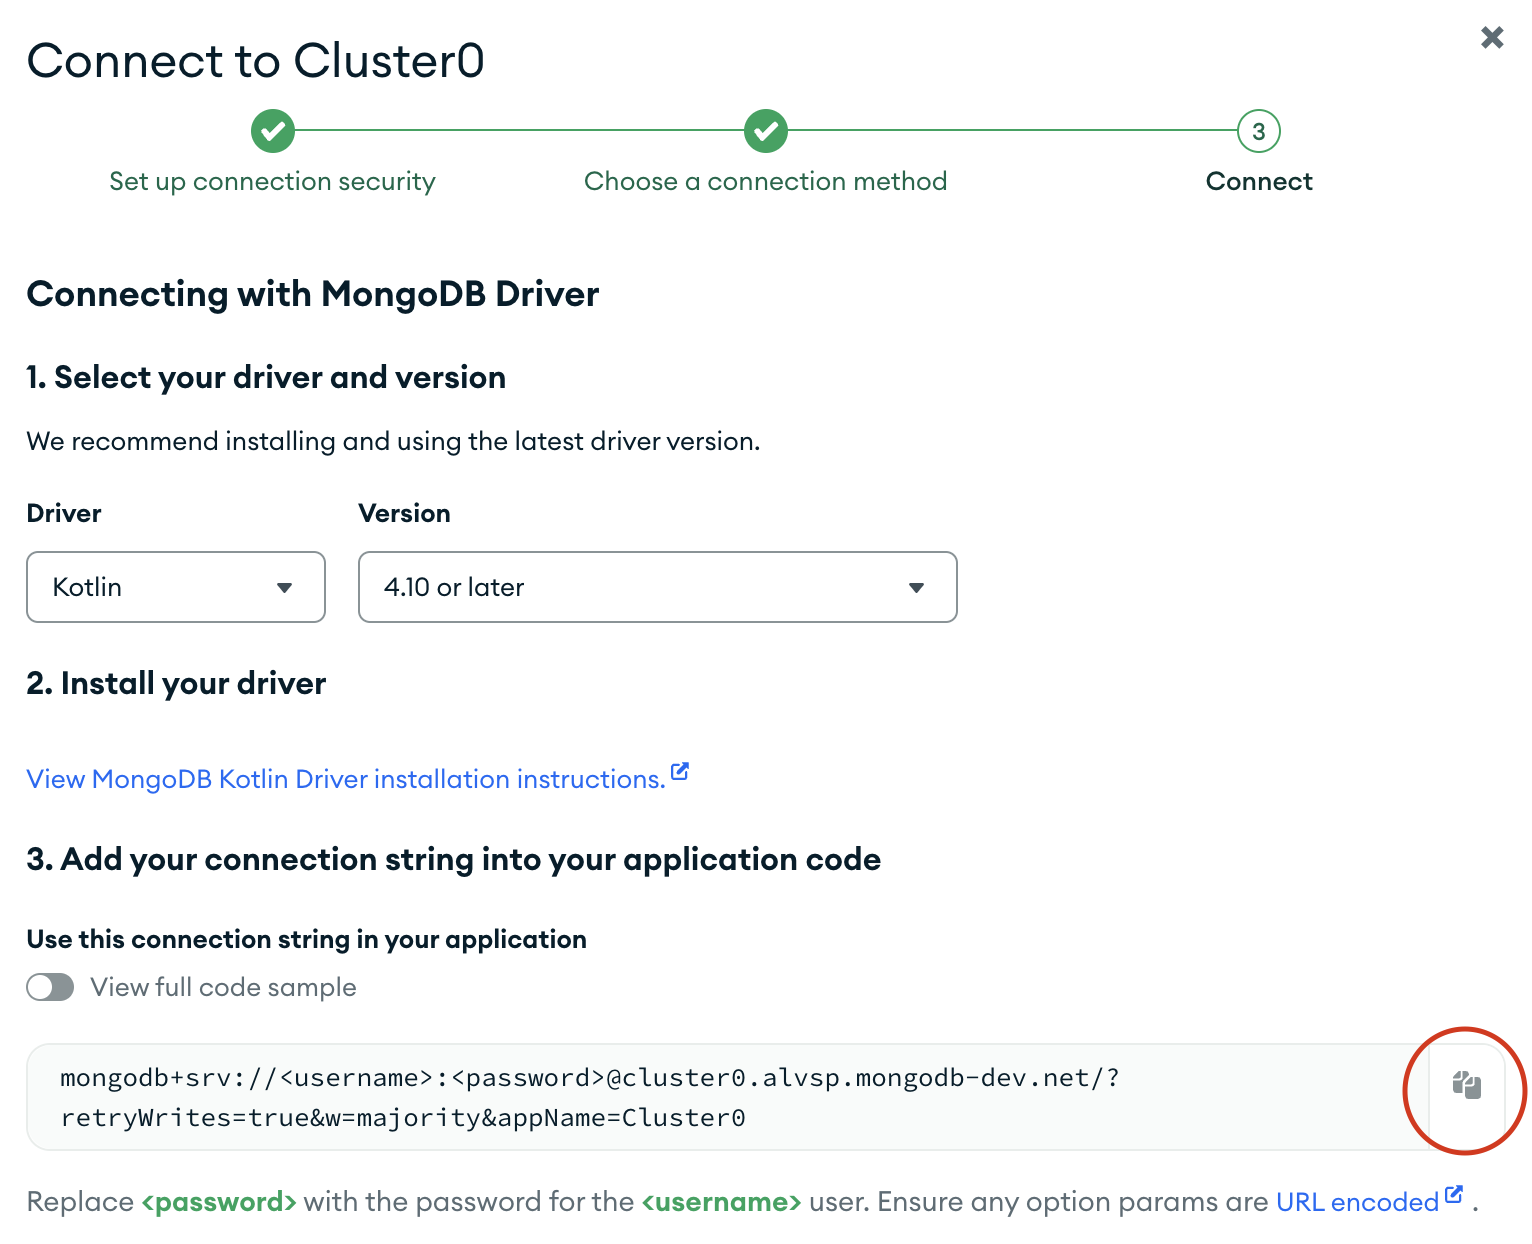 Connect to Cluster0
3
Set up connection security
Choose a connection method
Connect
Connecting with MongoDB Driver
1. Select your driver and version
We recommend installing and using the latest driver version.
Driver
Version
Kotlin
4.10 or later
2. Install your driver
View MongoDB Kotlin Driver installation instructions.
3. Add your connection string into your application code
Use this connection string in your application
View full code sample
mongodb+srv://<username>:<password>@cluster0.alvsp.mongodb-dev.net/?
retryWrites=true&w=majority&appName=Cluster0
Replace <password> with the password for the <username> user. Ensure any option params are URL encoded .